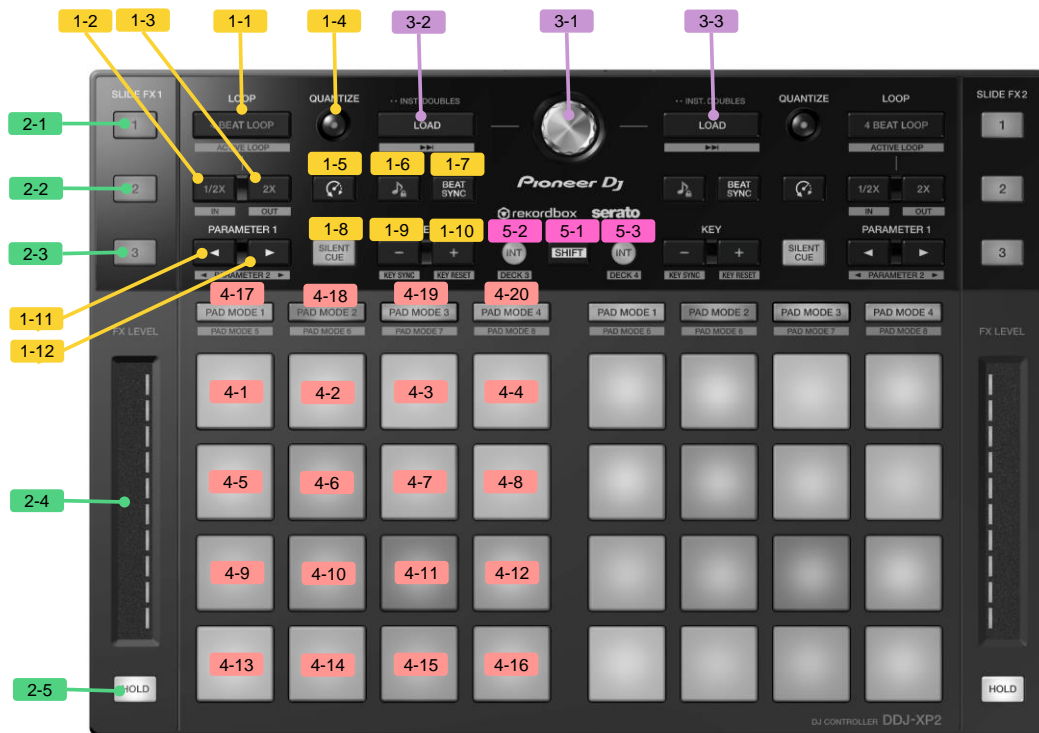 1-2 1-3 1-1 1-4 3-2 3-1 3-3
SLIDE FX1 LOOP QUANTIZE •• INST. DOUBLES •• INST. DOUBLES QUANTIZE LOOP SLIDE FX2
2-1 1 4 BEAT LOOP LOAD LOAD 4 BEAT LOOP 1
ACTIVE LOOP ACTIVE LOOP
1-5 1-6 1-7
2-2 2 1/2X 2X BEAT SYNC Pioneer Dj BEAT SYNC 1/2X 2X 2
IN OUT rekordbox serato IN OUT
PARAMETER 1 1-8 1-9 1-10 5-2 5-1 5-3 KEY PARAMETER 1
2-3 3 ◄ ► SILENT CUE − + INT SHIFT INT − + SILENT CUE ◄ ► 3
◄ PARAMETER 2 ► KEY SYNC KEY RESET DECK 3 DECK 4 KEY SYNC KEY RESET ◄ PARAMETER 2 ►
4-17 4-18 4-19 4-20
1-11 PAD MODE 1 PAD MODE 2 PAD MODE 3 PAD MODE 4 PAD MODE 1 PAD MODE 2 PAD MODE 3 PAD MODE 4
FX LEVEL PAD MODE 5 PAD MODE 6 PAD MODE 7 PAD MODE 8 PAD MODE 5 PAD MODE 6 PAD MODE 7 PAD MODE 8 FX LEVEL
1-12
4-1 4-2 4-3 4-4
4-5 4-6 4-7 4-8
2-4
4-9 4-10 4-11 4-12
4-13 4-14 4-15 4-16
2-5 HOLD HOLD
DJ CONTROLLER DDJ-XP2